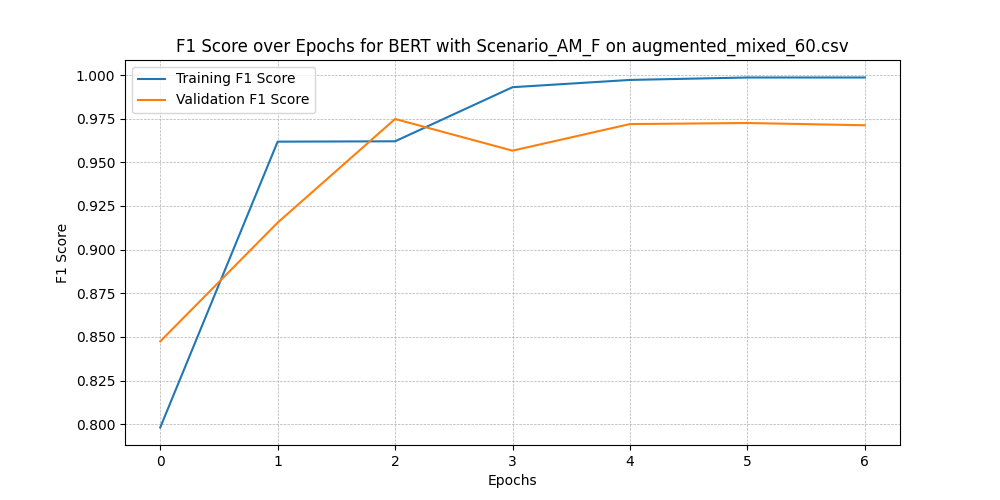 F1 Score over Epochs for BERT with Scenario_AM_F on augmented_mixed_60.csv
Training F1 Score
Validation F1 Score
1.000
0.975
0.950
0.925
0.900
0.875
0.850
0.825
0.800
F1 Score
0 1 2 3 4 5 6
Epochs